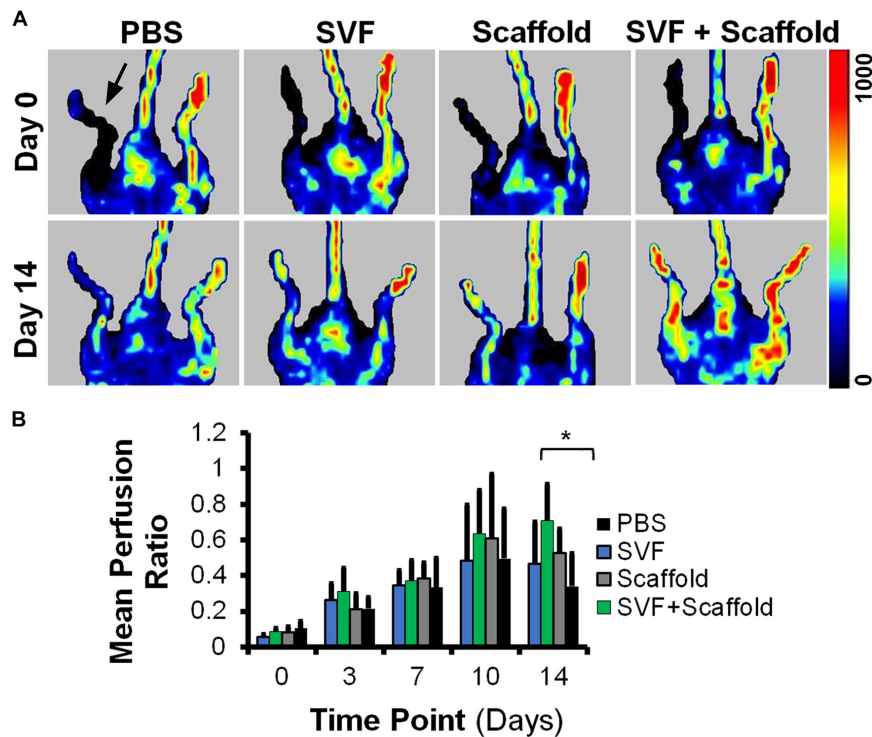 A
PBS
SVF
Scaffold
SVF + Scaffold
Day 0
Day 14
1000
0
B
Mean Perfusion
Ratio
1.2
1
0.8
0.6
0.4
0.2
0
*
PBS
SVF
Scaffold
SVF+Scaffold
0 3 7 10 14
Time Point (Days)